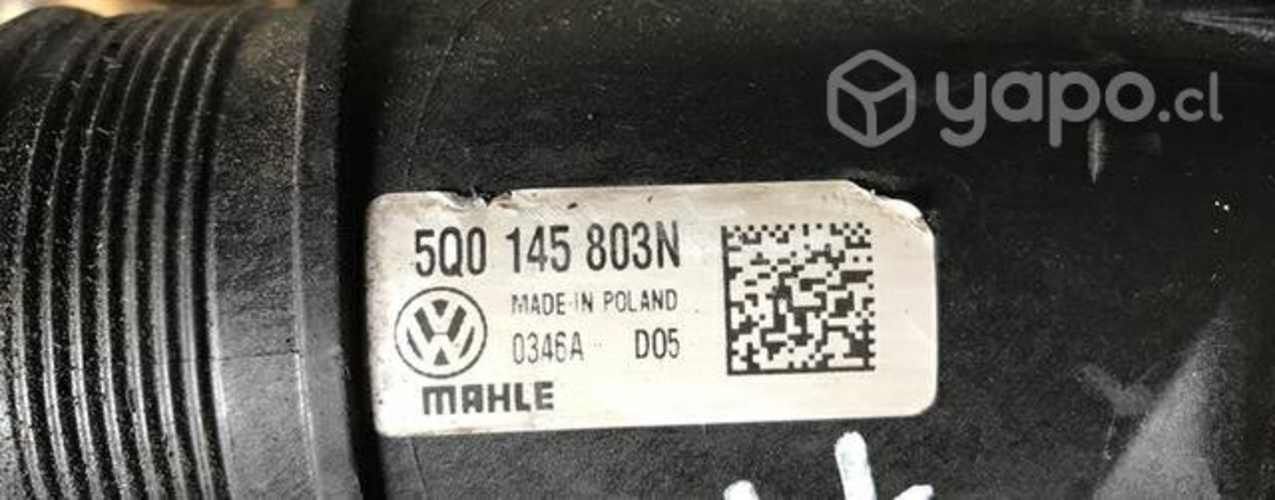 yapo.cl
5Q0 145 803N
MADE IN POLAND
0346A D05
MAHLE